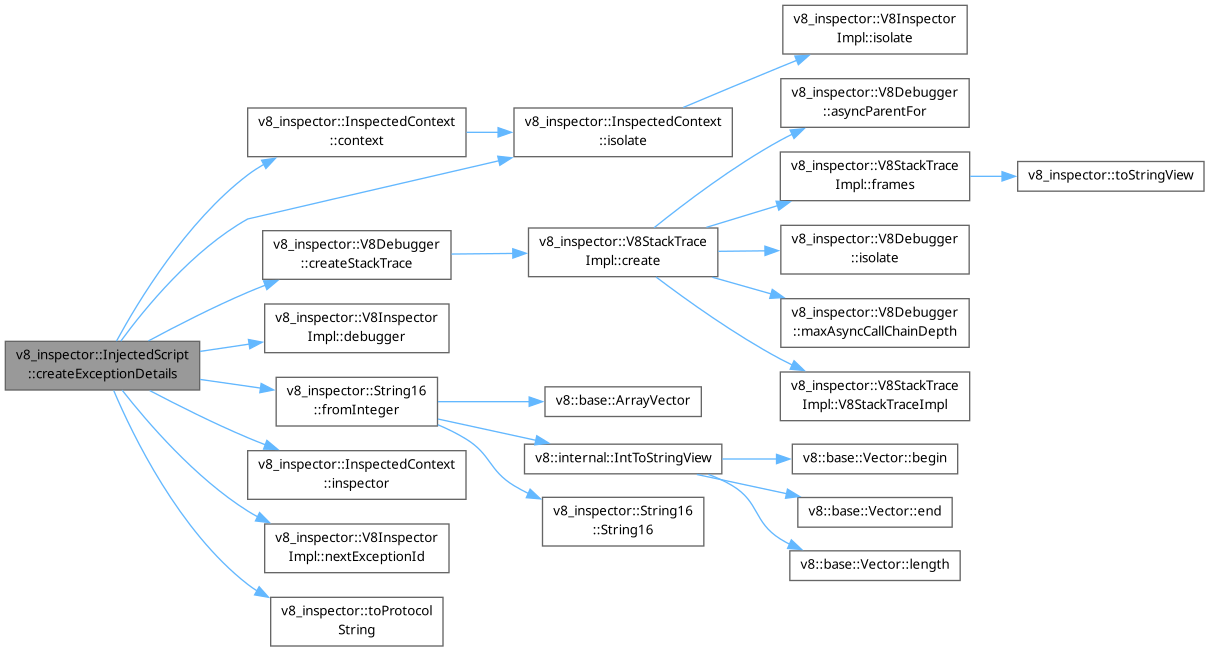 v8_inspector::InjectedScript
::createExceptionDetails
v8_inspector::InspectedContext
::context
v8_inspector::InspectedContext
::isolate
v8_inspector::V8Inspector
Impl::isolate
v8_inspector::V8Debugger
::createStackTrace
v8_inspector::V8StackTrace
Impl::create
v8_inspector::V8Debugger
::asyncParentFor
v8_inspector::V8StackTrace
Impl::frames
v8_inspector::toStringView
v8_inspector::V8Debugger
::isolate
v8_inspector::V8Debugger
::maxAsyncCallChainDepth
v8_inspector::V8StackTrace
Impl::V8StackTraceImpl
v8_inspector::V8Inspector
Impl::debugger
v8_inspector::String16
::fromInteger
v8::base::ArrayVector
v8::internal::IntToStringView
v8::base::Vector::begin
v8::base::Vector::end
v8::base::Vector::length
v8_inspector::String16
::String16
v8_inspector::InspectedContext
::inspector
v8_inspector::V8Inspector
Impl::nextExceptionId
v8_inspector::toProtocol
String